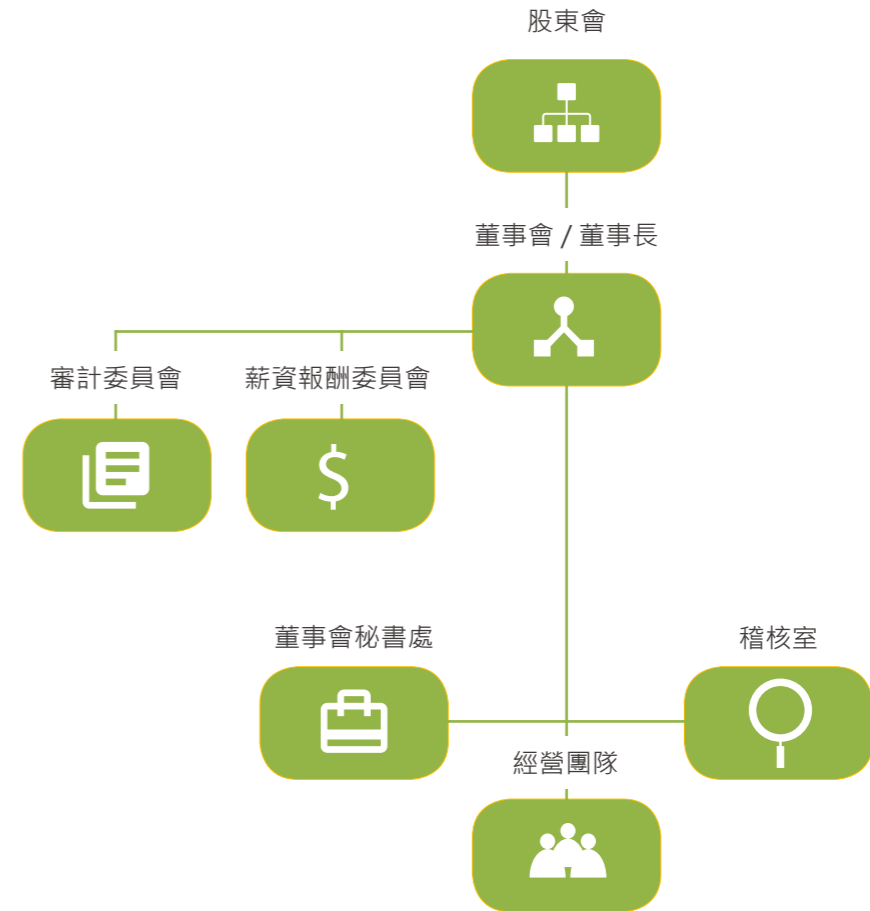 股東會
董事會 / 董事長
審計委員會
薪資報酬委員會
$
董事會秘書處
稽核室
經營團隊